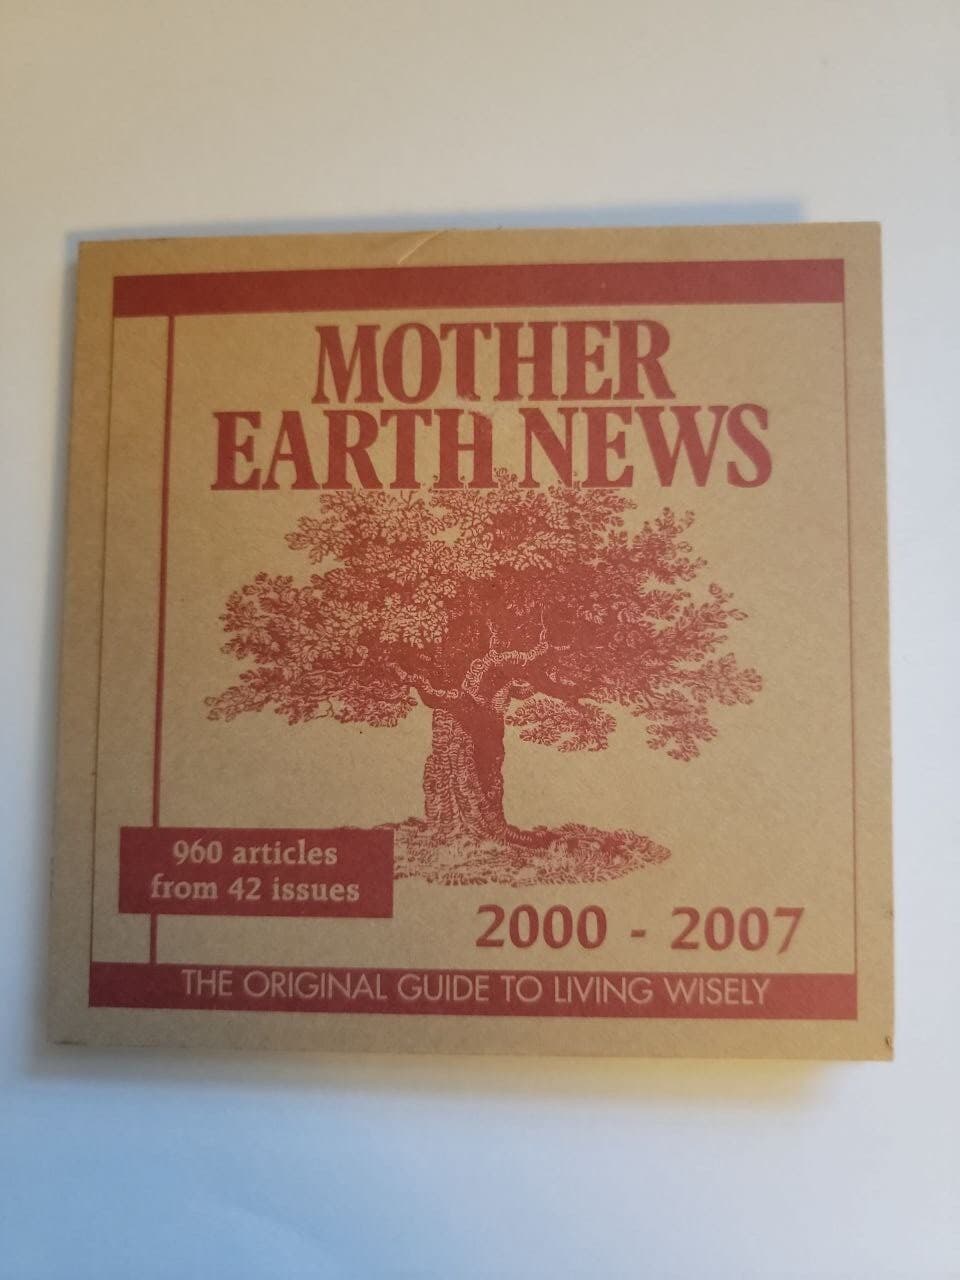 MOTHER
EARTH NEWS
960 articles
from 42 issues
2000 - 2007
THE ORIGINAL GUIDE TO LIVING WISELY